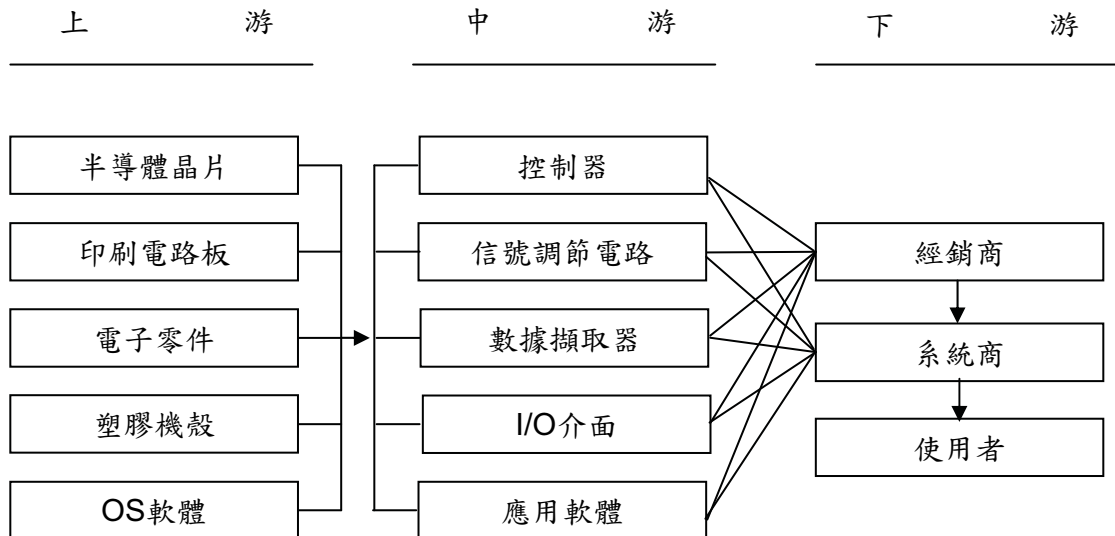 上游 中游 下游
半導體晶片
印刷電路板
電子零件
塑膠機殼
OS軟體
控制器
信號調節電路
數據擷取器
I/O介面
應用軟體
經銷商
系統商
使用者